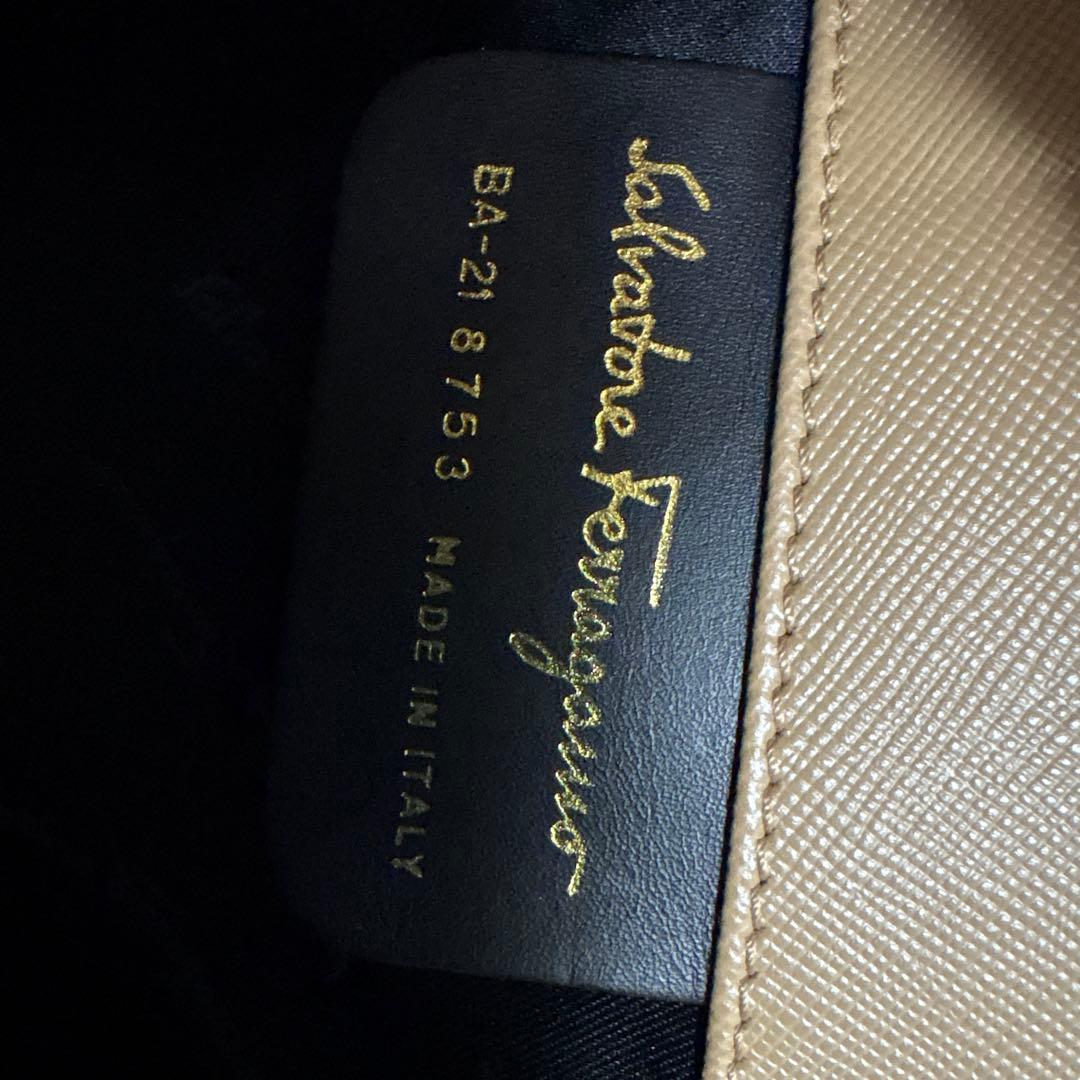 Salvatore Ferragamo
BA-21 8753 MADE IN ITALY